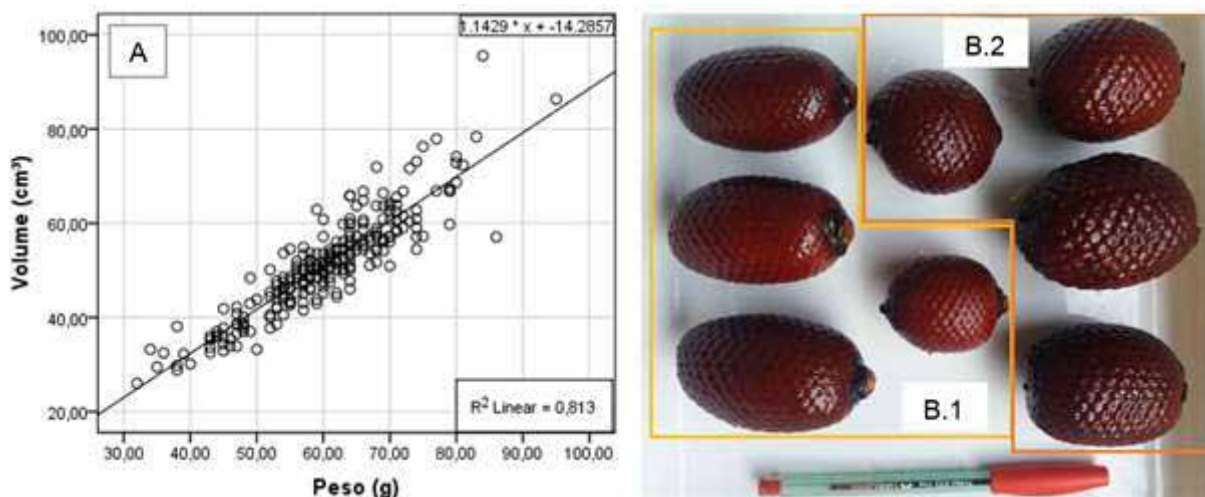 A
1.1429 * x + -14.2857
100,00
80,00
60,00
40,00
20,00
Volume (cm³)
R² Linear = 0,813
30,00 40,00 50,00 60,00 70,00 80,00 90,00 100,00
Peso (g)
B.2
B.1